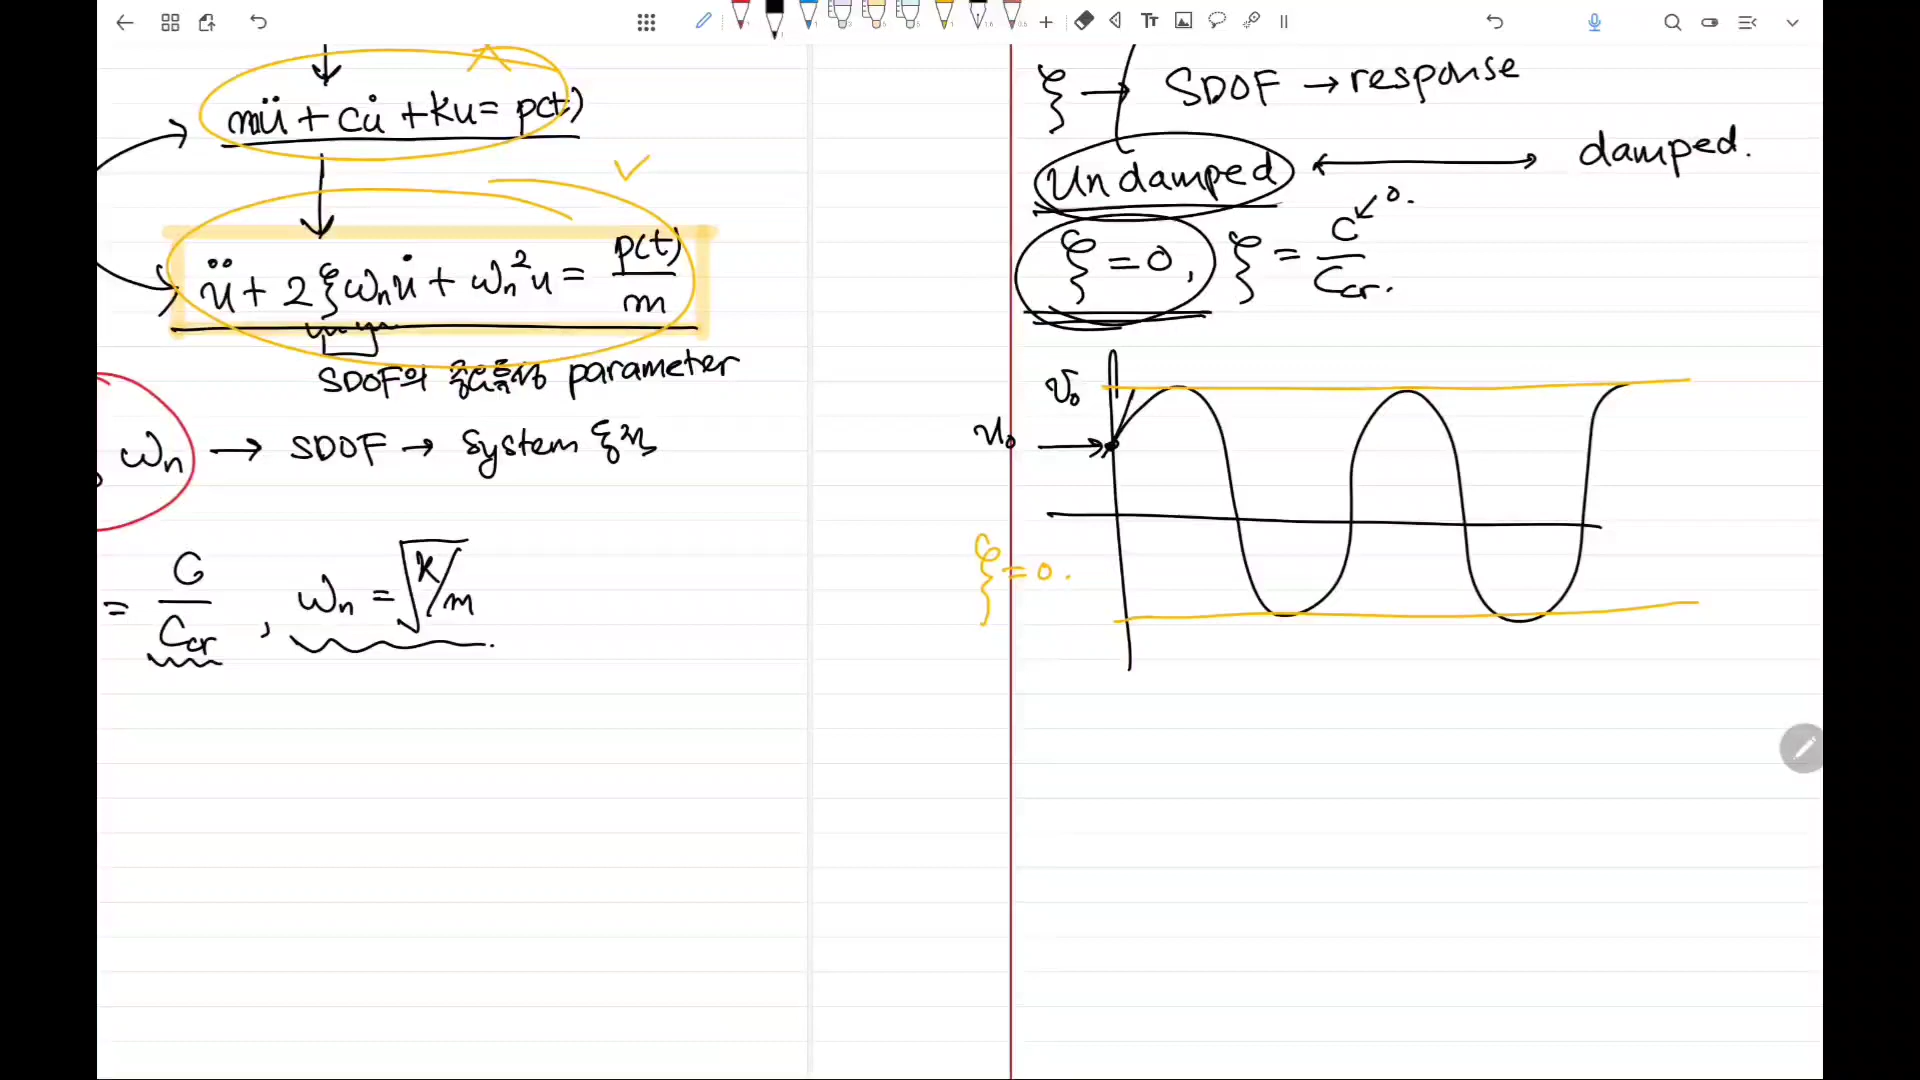 mü + cu̇ + ku = p(t)
ü + 2ξωₙu̇ + ωₙ²u = p(t)/m
SDOF의 parameter
ωₙ → SDOF → System
= C/Ccr , ωₙ = √k/m
ξ → SDOF → response
Undamped ↔ damped.
ξ = 0, ξ = C/Ccr.
0.
v₀
u₀ →
ξ = 0.